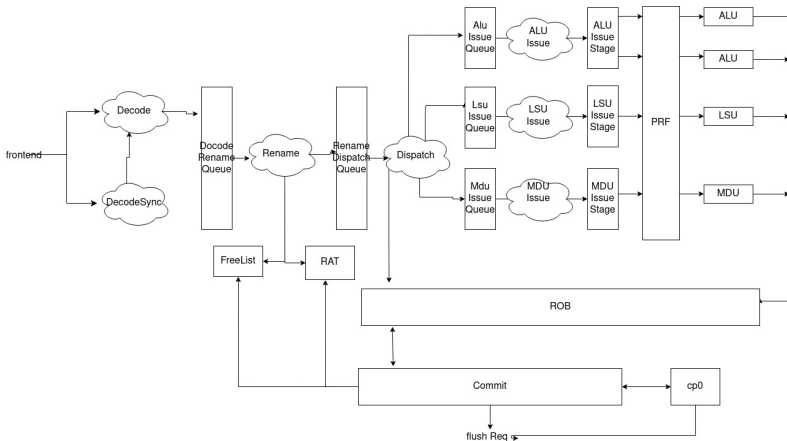 frontend
Decode
DecodeSync
Docode
Rename
Queue
Rename
Rename
Dispatch
Queue
Dispatch
Alu
Issue
Queue
ALU
Issue
ALU
Issue
Stage
Lsu
Issue
Queue
LSU
Issue
LSU
Issue
Stage
Mdu
Issue
Queue
MDU
Issue
MDU
Issue
Stage
PRF
ALU
ALU
LSU
MDU
FreeList
RAT
ROB
Commit
cp0
flush Req